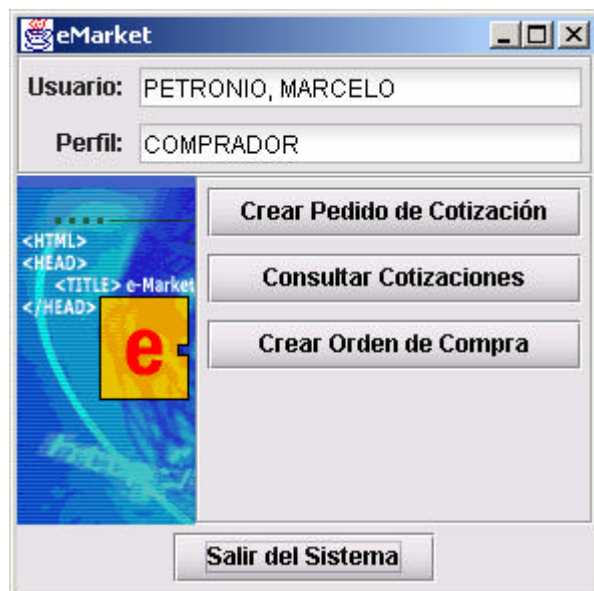 eMarket
Usuario: PETRONIO, MARCELO
Perfil: COMPRADOR
<HTML>
<HEAD>
<TITLE> e-Market
</HEAD>
e
Crear Pedido de Cotización
Consultar Cotizaciones
Crear Orden de Compra
Salir del Sistema